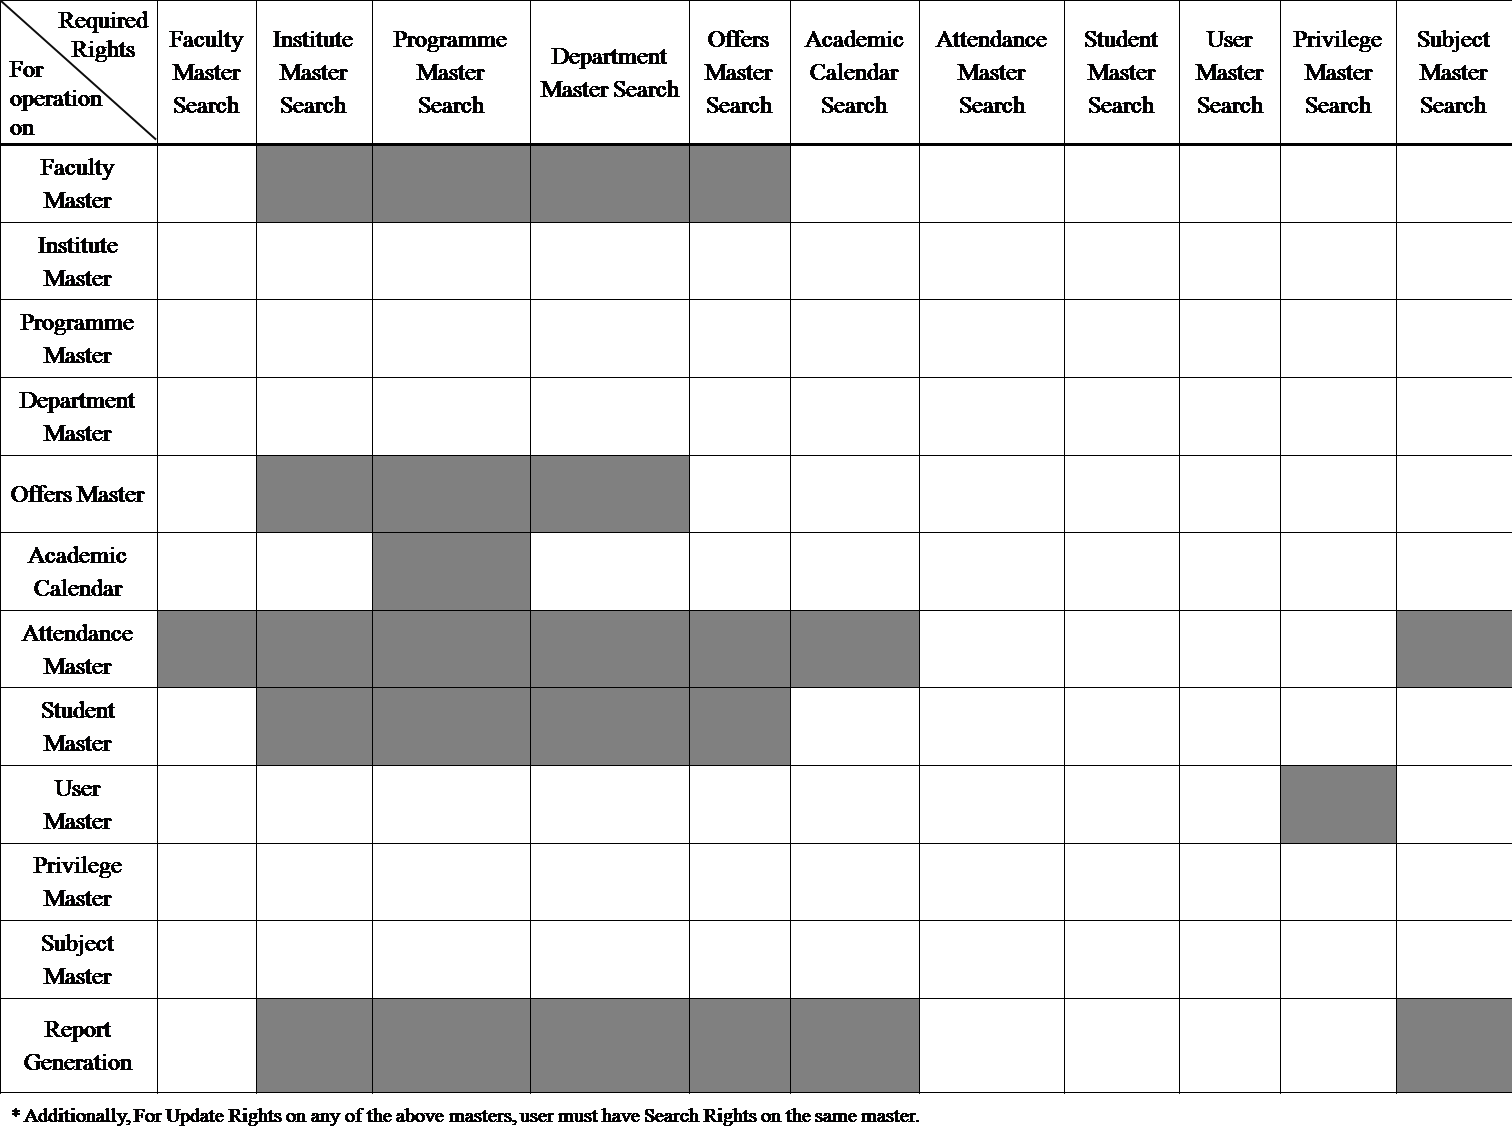 Required
Rights
For
operation
on
Faculty
Master
Search
Institute
Master
Search
Programme
Master
Search
Department
Master Search
Offers
Master
Search
Academic
Calendar
Search
Attendance
Master
Search
Student
Master
Search
User
Master
Search
Privilege
Master
Search
Subject
Master
Search
Faculty
Master
Institute
Master
Programme
Master
Department
Master
Offers Master
Academic
Calendar
Attendance
Master
Student
Master
User
Master
Privilege
Master
Subject
Master
Report
Generation
* Additionally, For Update Rights on any of the above masters, user must have Search Rights on the same master.